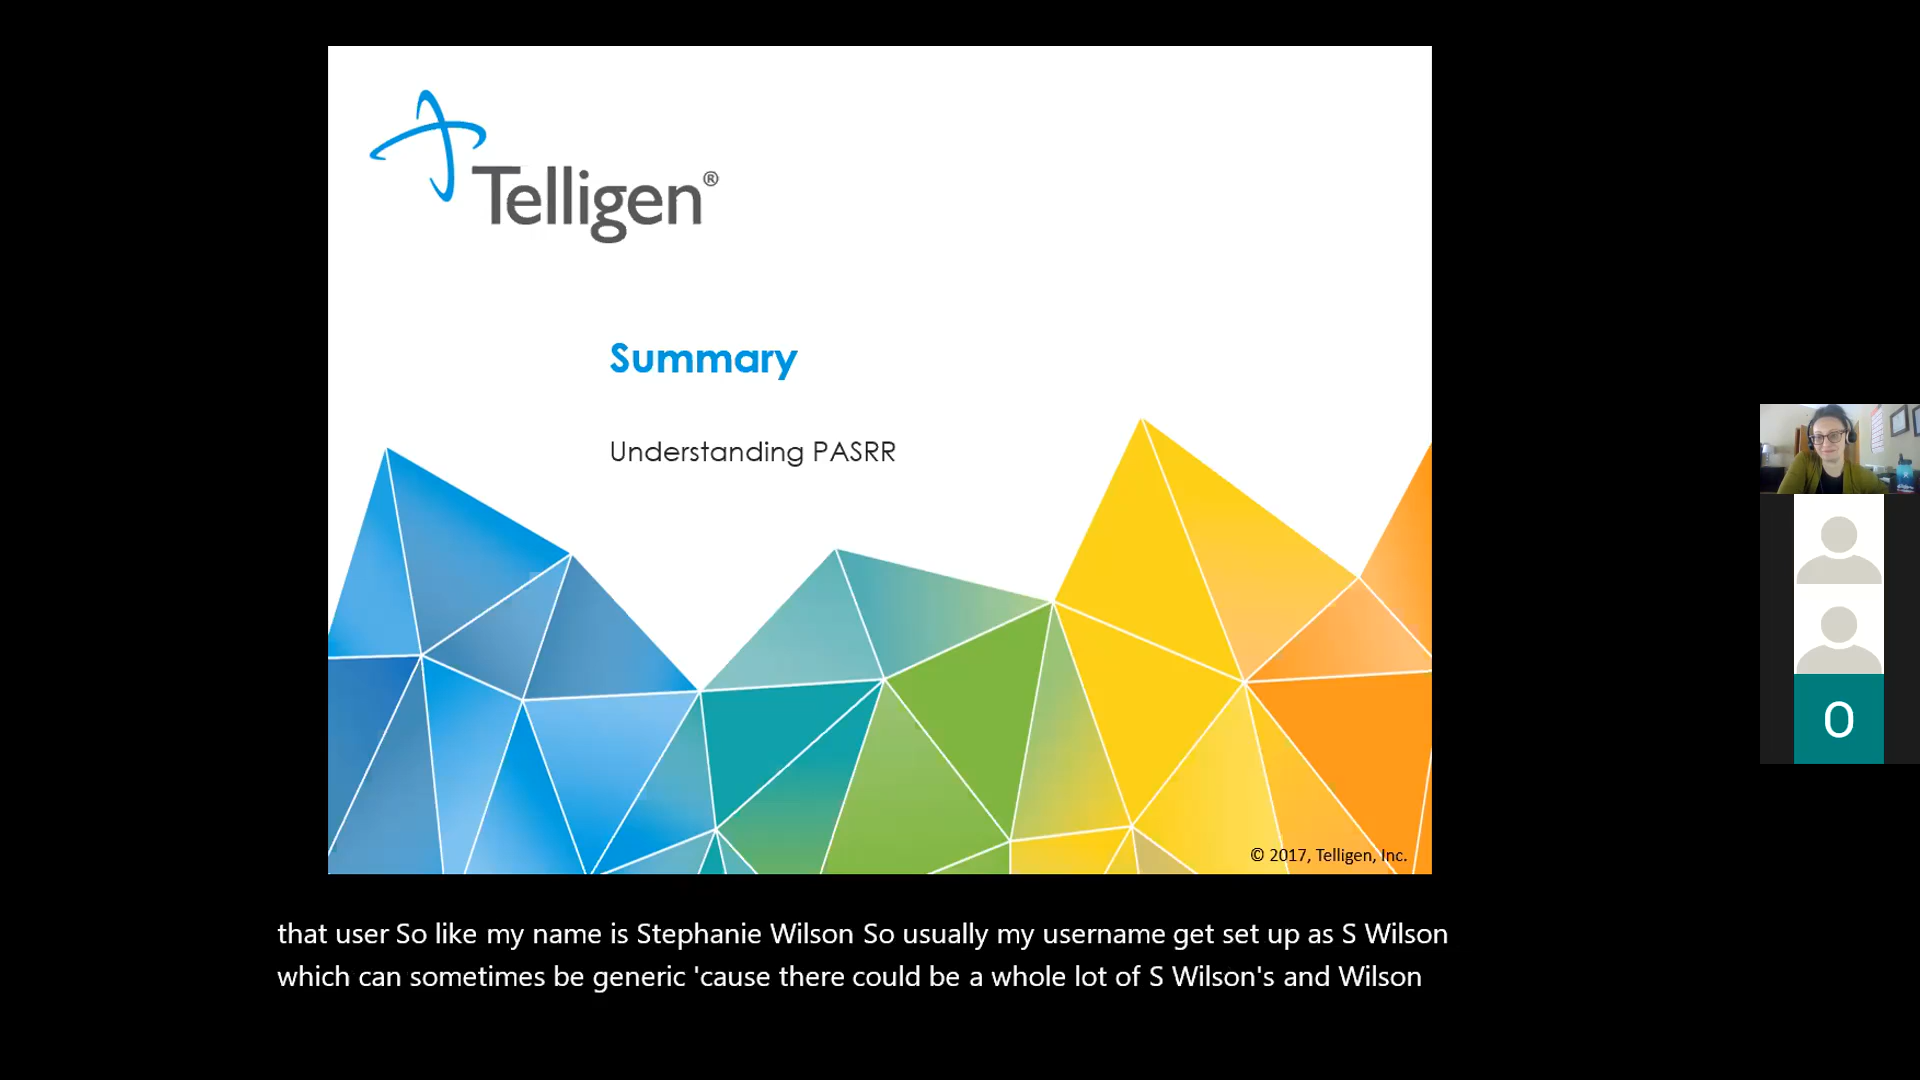 Telligen®
Summary
Understanding PASRR
© 2017, Telligen, Inc.
O
that user So like my name is Stephanie Wilson So usually my username get set up as S Wilson
which can sometimes be generic 'cause there could be a whole lot of S Wilson's and Wilson